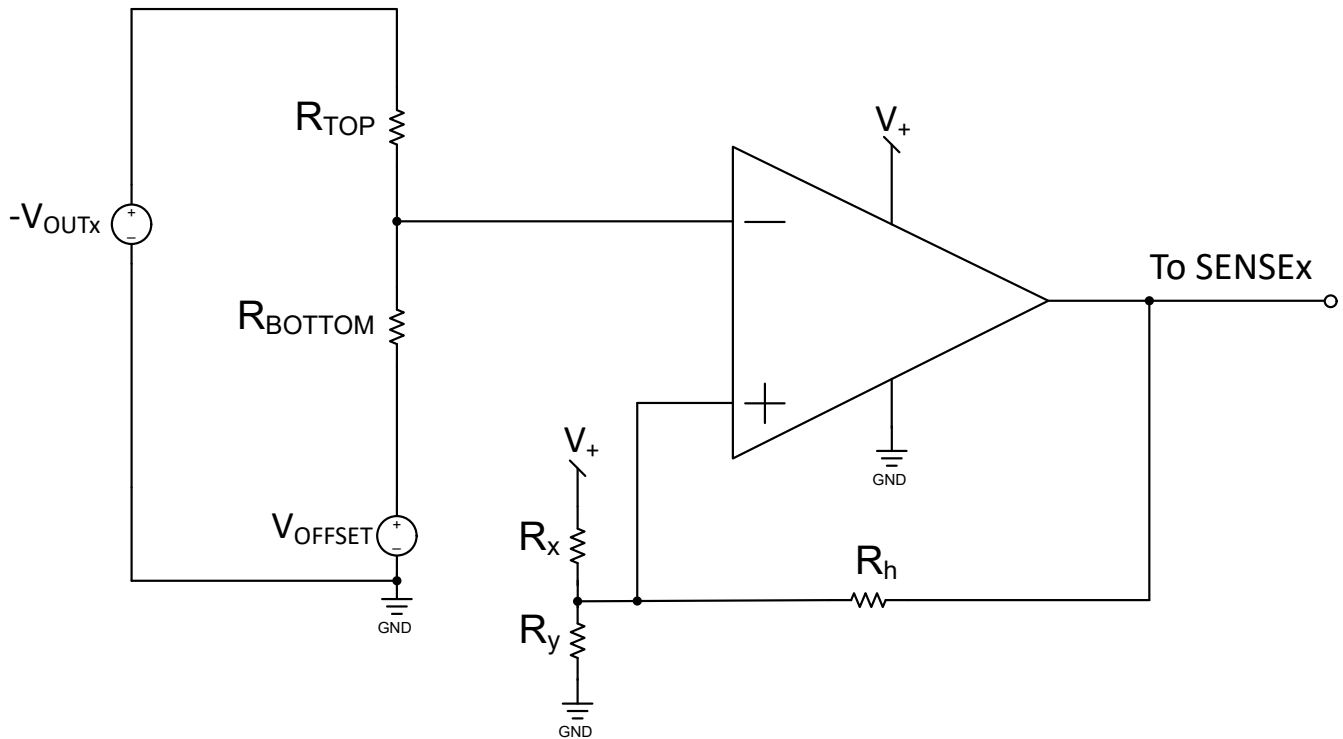 R_TOP
V₊
-V_OUTx
To SENSEx
R_BOTTOM
V₊
GND
V_OFFSET
R_x
R_h
GND
R_y
GND